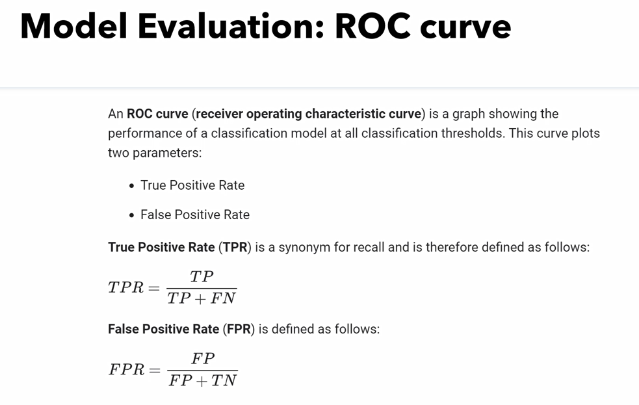 Model Evaluation: ROC curve
An ROC curve (receiver operating characteristic curve) is a graph showing the
performance of a classification model at all classification thresholds. This curve plots
two parameters:
• True Positive Rate
• False Positive Rate
True Positive Rate (TPR) is a synonym for recall and is therefore defined as follows:
TPR = TP / (TP + FN)
False Positive Rate (FPR) is defined as follows:
FPR = FP / (FP + TN)